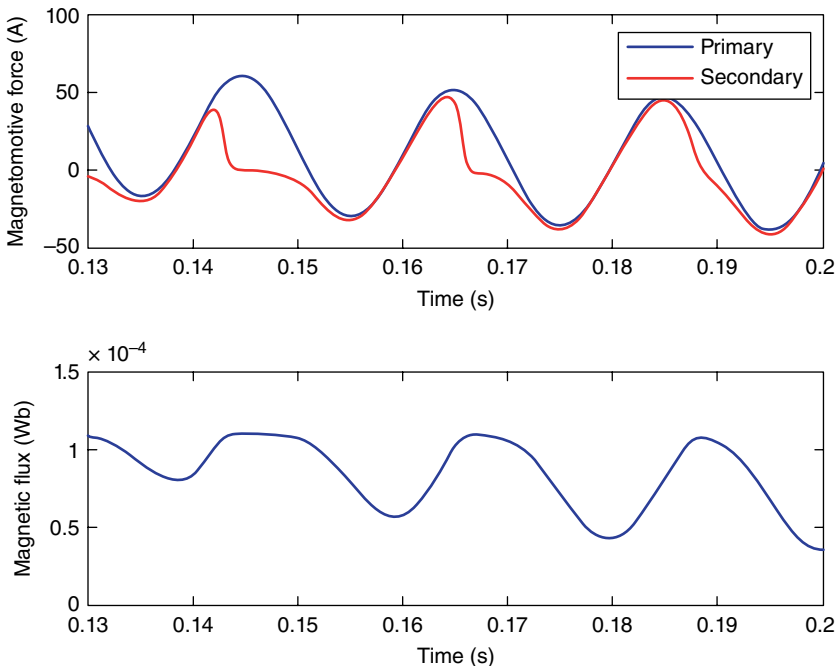 Magnetomotive force (A)
100
50
0
–50
Primary
Secondary
0.13 0.14 0.15 0.16 0.17 0.18 0.19 0.2
Time (s)
× 10⁻⁴
Magnetic flux (Wb)
1.5
1
0.5
0
0.13 0.14 0.15 0.16 0.17 0.18 0.19 0.2
Time (s)